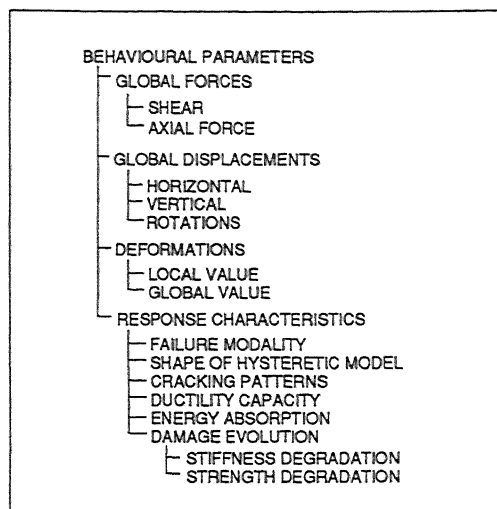 BEHAVIOURAL PARAMETERS
GLOBAL FORCES
SHEAR
AXIAL FORCE
GLOBAL DISPLACEMENTS
HORIZONTAL
VERTICAL
ROTATIONS
DEFORMATIONS
LOCAL VALUE
GLOBAL VALUE
RESPONSE CHARACTERISTICS
FAILURE MODALITY
SHAPE OF HYSTERETIC MODEL
CRACKING PATTERNS
DUCTILITY CAPACITY
ENERGY ABSORPTION
DAMAGE EVOLUTION
STIFFNESS DEGRADATION
STRENGTH DEGRADATION